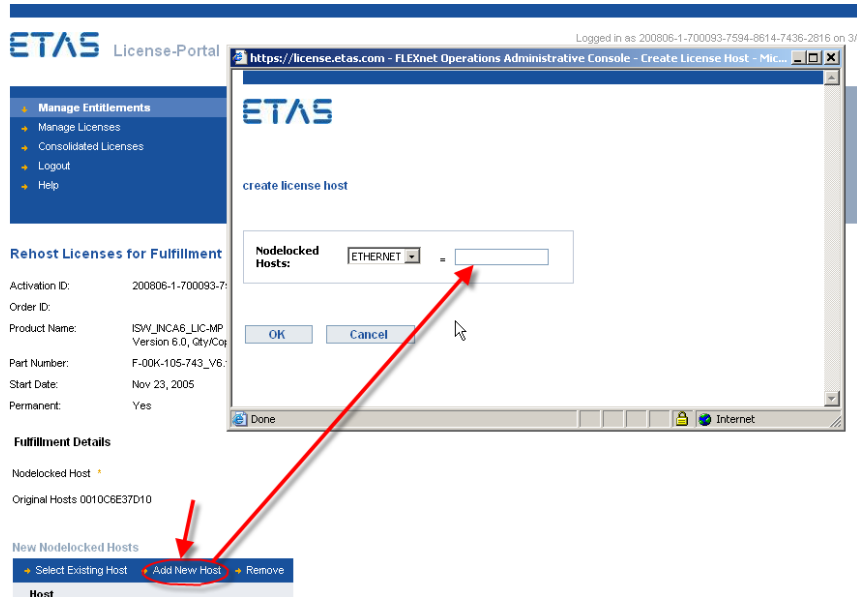 Logged in as 200806-1-700093-7594-8614-7436-2816 on 3/
ETAS License-Portal
https://license.etas.com - FLEXnet Operations Administrative Console - Create License Host - Mic...
ETAS
Manage Entitlements
Manage Licenses
Consolidated Licenses
Logout
Help
create license host
Nodelocked
Hosts:
ETHERNET =
OK Cancel
Done Internet
Rehost Licenses for Fulfillment
Activation ID: 200806-1-700093-7
Order ID:
Product Name: ISW_INCA6_LIC-MP
Version 6.0, Qty/Cop
Part Number: F-00K-105-743_V6.
Start Date: Nov 23, 2005
Permanent: Yes
Fulfillment Details
Nodelocked Host *
Original Hosts 0010C6E37D10
New Nodelocked Hosts
Select Existing Host Add New Host Remove
Host